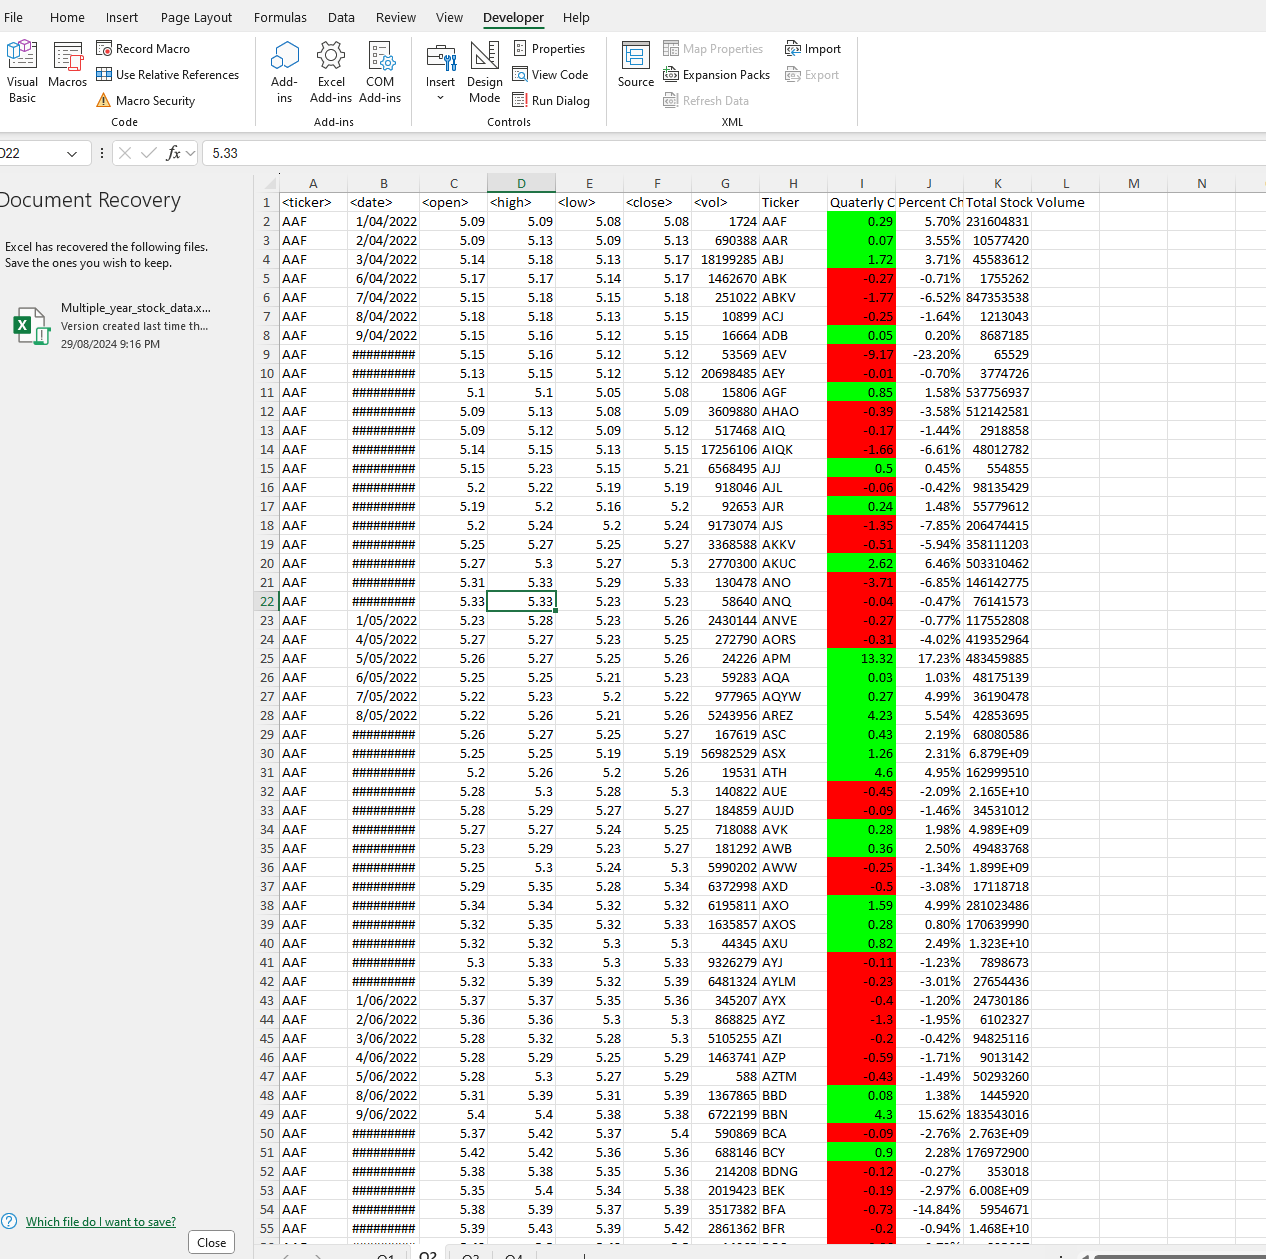 File Home Insert Page Layout Formulas Data Review View Developer Help
Visual Basic
Macros
Record Macro
Use Relative References
Macro Security
Code
Add-ins
Excel Add-ins
COM Add-ins
Add-ins
Insert
Design Mode
Properties
View Code
Run Dialog
Controls
Source
Map Properties
Expansion Packs
Refresh Data
Import
Export
XML
D22 fx 5.33
Document Recovery
Excel has recovered the following files.
Save the ones you wish to keep.
Multiple_year_stock_data.x...
Version created last time th...
29/08/2024 9:16 PM
Which file do I want to save?
Close
A B C D E F G H I J K L M N
1 <ticker> <date> <open> <high> <low> <close> <vol> Ticker Quaterly C Percent Ch Total Stock Volume
2 AAF 1/04/2022 5.09 5.09 5.08 5.08 1724 AAF 0.29 5.70% 231604831
3 AAF 2/04/2022 5.09 5.13 5.09 5.13 690388 AAR 0.07 3.55% 10577420
4 AAF 3/04/2022 5.14 5.18 5.13 5.17 18199285 ABJ 1.72 3.71% 45583612
5 AAF 6/04/2022 5.17 5.17 5.14 5.17 1462670 ABK -0.27 -0.71% 1755262
6 AAF 7/04/2022 5.15 5.18 5.15 5.18 251022 ABKV -1.77 -6.52% 847353538
7 AAF 8/04/2022 5.18 5.18 5.13 5.15 10899 ACJ -0.25 -1.64% 1213043
8 AAF 9/04/2022 5.15 5.16 5.12 5.15 16664 ADB 0.05 0.20% 8687185
9 AAF ######### 5.15 5.16 5.12 5.12 53569 AEV -9.17 -23.20% 65529
10 AAF ######### 5.13 5.15 5.12 5.12 20698485 AEY -0.01 -0.70% 3774726
11 AAF ######### 5.1 5.1 5.05 5.08 15806 AGF 0.85 1.58% 537756937
12 AAF ######### 5.09 5.13 5.08 5.09 3609880 AHAO -0.39 -3.58% 512142581
13 AAF ######### 5.09 5.12 5.09 5.12 517468 AIQ -0.17 -1.44% 2918858
14 AAF ######### 5.14 5.15 5.13 5.15 17256106 AIQK -1.66 -6.61% 48012782
15 AAF ######### 5.15 5.23 5.15 5.21 6568495 AJJ 0.5 0.45% 554855
16 AAF ######### 5.2 5.22 5.19 5.19 918046 AJL -0.06 -0.42% 98135429
17 AAF ######### 5.19 5.2 5.16 5.2 92653 AJR 0.24 1.48% 55779612
18 AAF ######### 5.2 5.24 5.2 5.24 9173074 AJS -1.35 -7.85% 206474415
19 AAF ######### 5.25 5.27 5.25 5.27 3368588 AKKV -0.51 -5.94% 358111203
20 AAF ######### 5.27 5.3 5.27 5.3 2770300 AKUC 2.62 6.46% 503310462
21 AAF ######### 5.31 5.33 5.29 5.33 130478 ANO -3.71 -6.85% 146142775
22 AAF ######### 5.33 5.33 5.23 5.23 58640 ANQ -0.04 -0.47% 76141573
23 AAF 1/05/2022 5.23 5.28 5.23 5.26 2430144 ANVE -0.27 -0.77% 117552808
24 AAF 4/05/2022 5.27 5.27 5.23 5.25 272790 AORS -0.31 -4.02% 419352964
25 AAF 5/05/2022 5.26 5.27 5.25 5.26 24226 APM 13.32 17.23% 483459885
26 AAF 6/05/2022 5.25 5.25 5.21 5.23 59283 AQA 0.03 1.03% 48175139
27 AAF 7/05/2022 5.22 5.23 5.2 5.22 977965 AQYW 0.27 4.99% 36190478
28 AAF 8/05/2022 5.22 5.26 5.21 5.26 5243956 AREZ 4.23 5.54% 42853695
29 AAF ######### 5.26 5.27 5.25 5.27 167619 ASC 0.43 2.19% 68080586
30 AAF ######### 5.25 5.25 5.19 5.19 56982529 ASX 1.26 2.31% 6.879E+09
31 AAF ######### 5.2 5.26 5.2 5.26 19531 ATH 4.6 4.95% 162999510
32 AAF ######### 5.28 5.3 5.28 5.3 140822 AUE -0.45 -2.09% 2.165E+10
33 AAF ######### 5.28 5.29 5.27 5.27 184859 AUJD -0.09 -1.46% 34531012
34 AAF ######### 5.27 5.27 5.24 5.25 718088 AVK 0.28 1.98% 4.989E+09
35 AAF ######### 5.23 5.29 5.23 5.27 181292 AWB 0.36 2.50% 49483768
36 AAF ######### 5.25 5.3 5.24 5.3 5990202 AWW -0.25 -1.34% 1.899E+09
37 AAF ######### 5.29 5.35 5.28 5.34 6372998 AXD -0.5 -3.08% 17118718
38 AAF ######### 5.34 5.34 5.32 5.32 6195811 AXO 1.59 4.99% 281023486
39 AAF ######### 5.32 5.35 5.32 5.33 1635857 AXOS 0.28 0.80% 170639990
40 AAF ######### 5.32 5.32 5.3 5.3 44345 AXU 0.82 2.49% 1.323E+10
41 AAF ######### 5.3 5.33 5.3 5.33 9326279 AYJ -0.11 -1.23% 7898673
42 AAF ######### 5.32 5.39 5.32 5.39 6481324 AYLM -0.23 -3.01% 27654436
43 AAF 1/06/2022 5.37 5.37 5.35 5.36 345207 AYX -0.4 -1.20% 24730186
44 AAF 2/06/2022 5.36 5.36 5.3 5.3 868825 AYZ -1.3 -1.95% 6102327
45 AAF 3/06/2022 5.28 5.32 5.28 5.3 5105255 AZI -0.2 -0.42% 94825116
46 AAF 4/06/2022 5.28 5.29 5.25 5.29 1463741 AZP -0.59 -1.71% 9013142
47 AAF 5/06/2022 5.28 5.3 5.27 5.29 588 AZTM -0.43 -1.49% 50293260
48 AAF 8/06/2022 5.31 5.39 5.31 5.39 1367865 BBD 0.08 1.38% 1445920
49 AAF 9/06/2022 5.4 5.4 5.38 5.38 6722199 BBN 4.3 15.62% 183543016
50 AAF ######### 5.37 5.42 5.37 5.4 590869 BCA -0.09 -2.76% 2.763E+09
51 AAF ######### 5.42 5.42 5.36 5.36 688146 BCY 0.9 2.28% 176972900
52 AAF ######### 5.38 5.38 5.35 5.36 214208 BDNG -0.12 -0.27% 353018
53 AAF ######### 5.35 5.4 5.34 5.38 2019423 BEK -0.19 -2.97% 6.008E+09
54 AAF ######### 5.38 5.39 5.37 5.39 3517382 BFA -0.73 -14.84% 5954671
55 AAF ######### 5.39 5.43 5.39 5.42 2861362 BFR -0.2 -0.94% 1.468E+10
Q1 Q2 Q3 Q4